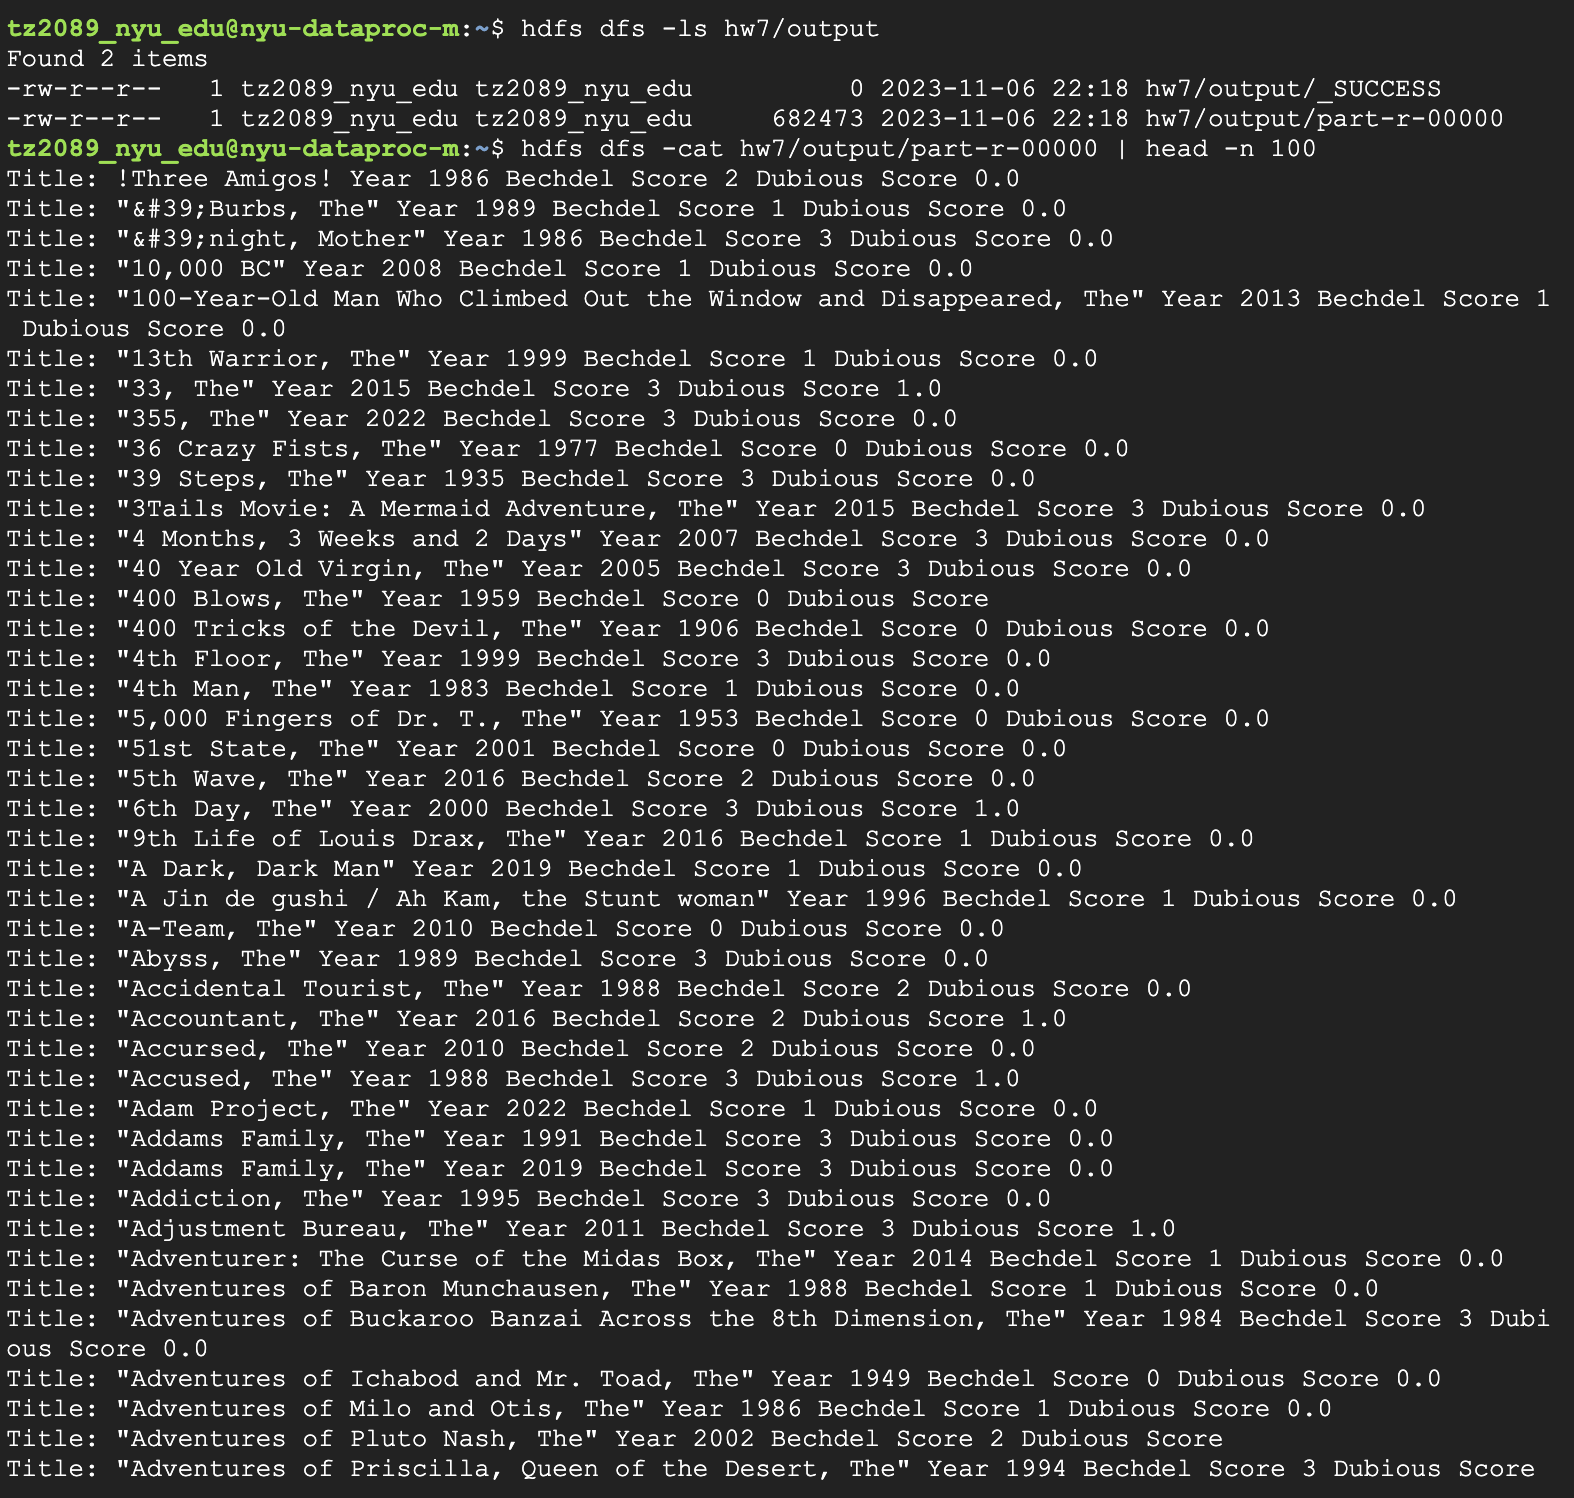 tz2089_nyu_edu@nyu-dataproc-m:~$ hdfs dfs -ls hw7/output
Found 2 items
-rw-r--r--   1 tz2089_nyu_edu tz2089_nyu_edu          0 2023-11-06 22:18 hw7/output/_SUCCESS
-rw-r--r--   1 tz2089_nyu_edu tz2089_nyu_edu     682473 2023-11-06 22:18 hw7/output/part-r-00000
tz2089_nyu_edu@nyu-dataproc-m:~$ hdfs dfs -cat hw7/output/part-r-00000 | head -n 100
Title: !Three Amigos! Year 1986 Bechdel Score 2 Dubious Score 0.0
Title: "&#39;Burbs, The" Year 1989 Bechdel Score 1 Dubious Score 0.0
Title: "&#39;night, Mother" Year 1986 Bechdel Score 3 Dubious Score 0.0
Title: "10,000 BC" Year 2008 Bechdel Score 1 Dubious Score 0.0
Title: "100-Year-Old Man Who Climbed Out the Window and Disappeared, The" Year 2013 Bechdel Score 1
 Dubious Score 0.0
Title: "13th Warrior, The" Year 1999 Bechdel Score 1 Dubious Score 0.0
Title: "33, The" Year 2015 Bechdel Score 3 Dubious Score 1.0
Title: "355, The" Year 2022 Bechdel Score 3 Dubious Score 0.0
Title: "36 Crazy Fists, The" Year 1977 Bechdel Score 0 Dubious Score 0.0
Title: "39 Steps, The" Year 1935 Bechdel Score 3 Dubious Score 0.0
Title: "3Tails Movie: A Mermaid Adventure, The" Year 2015 Bechdel Score 3 Dubious Score 0.0
Title: "4 Months, 3 Weeks and 2 Days" Year 2007 Bechdel Score 3 Dubious Score 0.0
Title: "40 Year Old Virgin, The" Year 2005 Bechdel Score 3 Dubious Score 0.0
Title: "400 Blows, The" Year 1959 Bechdel Score 0 Dubious Score
Title: "400 Tricks of the Devil, The" Year 1906 Bechdel Score 0 Dubious Score 0.0
Title: "4th Floor, The" Year 1999 Bechdel Score 3 Dubious Score 0.0
Title: "4th Man, The" Year 1983 Bechdel Score 1 Dubious Score 0.0
Title: "5,000 Fingers of Dr. T., The" Year 1953 Bechdel Score 0 Dubious Score 0.0
Title: "51st State, The" Year 2001 Bechdel Score 0 Dubious Score 0.0
Title: "5th Wave, The" Year 2016 Bechdel Score 2 Dubious Score 0.0
Title: "6th Day, The" Year 2000 Bechdel Score 3 Dubious Score 1.0
Title: "9th Life of Louis Drax, The" Year 2016 Bechdel Score 1 Dubious Score 0.0
Title: "A Dark, Dark Man" Year 2019 Bechdel Score 1 Dubious Score 0.0
Title: "A Jin de gushi / Ah Kam, the Stunt woman" Year 1996 Bechdel Score 1 Dubious Score 0.0
Title: "A-Team, The" Year 2010 Bechdel Score 0 Dubious Score 0.0
Title: "Abyss, The" Year 1989 Bechdel Score 3 Dubious Score 0.0
Title: "Accidental Tourist, The" Year 1988 Bechdel Score 2 Dubious Score 0.0
Title: "Accountant, The" Year 2016 Bechdel Score 2 Dubious Score 1.0
Title: "Accursed, The" Year 2010 Bechdel Score 2 Dubious Score 0.0
Title: "Accused, The" Year 1988 Bechdel Score 3 Dubious Score 1.0
Title: "Adam Project, The" Year 2022 Bechdel Score 1 Dubious Score 0.0
Title: "Addams Family, The" Year 1991 Bechdel Score 3 Dubious Score 0.0
Title: "Addams Family, The" Year 2019 Bechdel Score 3 Dubious Score 0.0
Title: "Addiction, The" Year 1995 Bechdel Score 3 Dubious Score 0.0
Title: "Adjustment Bureau, The" Year 2011 Bechdel Score 3 Dubious Score 1.0
Title: "Adventurer: The Curse of the Midas Box, The" Year 2014 Bechdel Score 1 Dubious Score 0.0
Title: "Adventures of Baron Munchausen, The" Year 1988 Bechdel Score 1 Dubious Score 0.0
Title: "Adventures of Buckaroo Banzai Across the 8th Dimension, The" Year 1984 Bechdel Score 3 Dubi
ous Score 0.0
Title: "Adventures of Ichabod and Mr. Toad, The" Year 1949 Bechdel Score 0 Dubious Score 0.0
Title: "Adventures of Milo and Otis, The" Year 1986 Bechdel Score 1 Dubious Score 0.0
Title: "Adventures of Pluto Nash, The" Year 2002 Bechdel Score 2 Dubious Score
Title: "Adventures of Priscilla, Queen of the Desert, The" Year 1994 Bechdel Score 3 Dubious Score